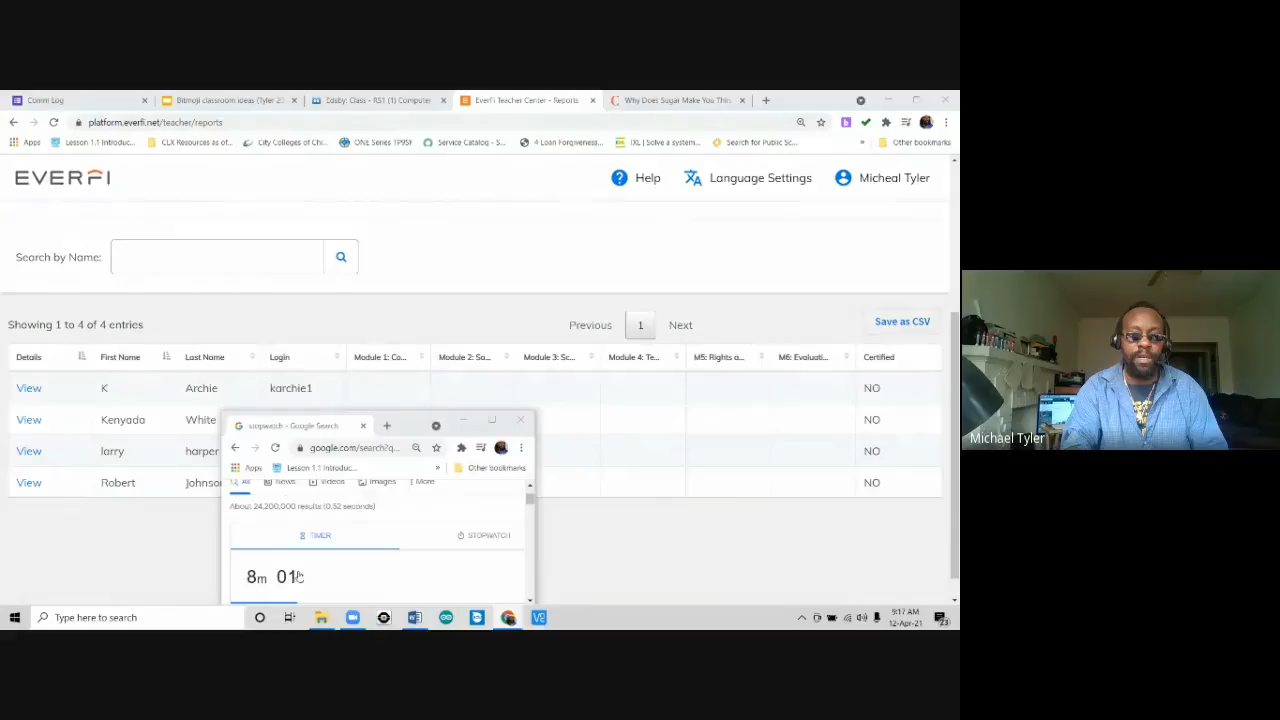 Comm Log
Bitmoji classroom ideas (Tyler 20
Edsby: Class - RS1 (1) Computer
EverFi Teacher Center - Reports
Why Does Sugar Make You Thin
platform.everfi.net/teacher/reports
Apps Lesson 1.1 Introduc... CLX Resources as of... City Colleges of Chi... ONE Series TP95F Service Catalog - S... 4 Loan Forgiveness... IXL | Solve a system... Search for Public Sc... » Other bookmarks
EVERFI
Help Language Settings Micheal Tyler
Search by Name:
Showing 1 to 4 of 4 entries
Previous 1 Next
Save as CSV
Details First Name Last Name Login Module 1: Co... Module 2: Sa... Module 3: Sc... Module 4: Te... M5: Rights a... M6: Evaluati... Certified
View K Archie karchie1 NO
View Kenyada White NO
View larry harper NO
View Robert Johnso NO
stopwatch - Google Search
google.com/search?q...
Apps Lesson 1.1 Introduc... » Other bookmarks
All News Videos Images More
About 24,200,000 results (0.52 seconds)
TIMER STOPWATCH
8m 01
Type here to search
9:17 AM
12-Apr-21
23
Michael Tyler